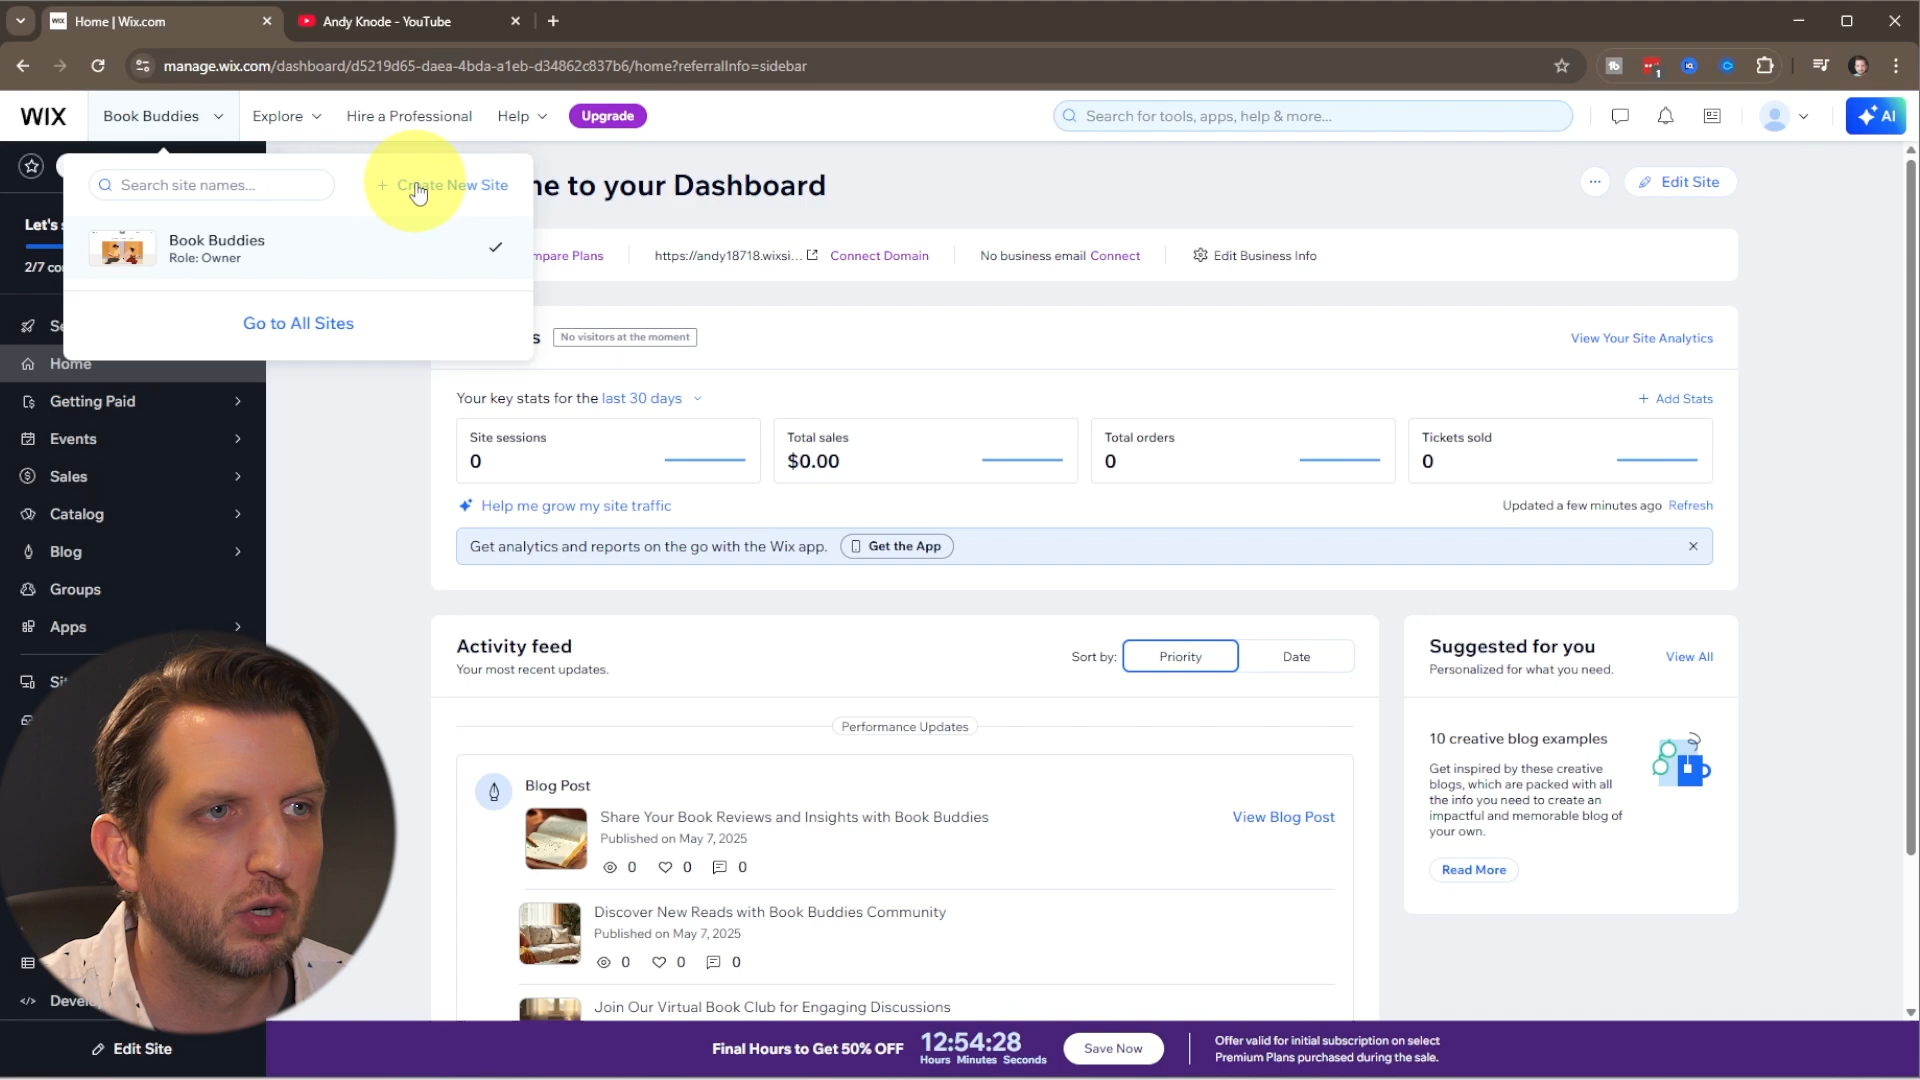 Home | Wix.com
Andy Knode - YouTube
manage.wix.com/dashboard/d5219d65-daea-4bda-a1eb-d34862c837b6/home?referralInfo=sidebar
1
WIX
Book Buddies
Explore
Hire a Professional
Help
Upgrade
Search for tools, apps, help & more...
AI
Search site names...
+ Create New Site
Book Buddies
Role: Owner
Go to All Sites
me to your Dashboard
Edit Site
Let's
2/7 co
mpare Plans
https://andy18718.wixsi...
Connect Domain
No business email Connect
Edit Business Info
Se
Home
Getting Paid
Events
Sales
Catalog
Blog
Groups
Apps
Sit
Devel
Edit Site
s
No visitors at the moment
View Your Site Analytics
Your key stats for the last 30 days
+ Add Stats
Site sessions
0
Total sales
$0.00
Total orders
0
Tickets sold
0
Help me grow my site traffic
Updated a few minutes ago Refresh
Get analytics and reports on the go with the Wix app.
Get the App
Activity feed
Your most recent updates.
Sort by:
Priority
Date
Performance Updates
Blog Post
Share Your Book Reviews and Insights with Book Buddies
Published on May 7, 2025
0 0 0
View Blog Post
Discover New Reads with Book Buddies Community
Published on May 7, 2025
0 0 0
Join Our Virtual Book Club for Engaging Discussions
Suggested for you
Personalized for what you need.
View All
10 creative blog examples
Get inspired by these creative
blogs, which are packed with all
the info you need to create an
impactful and memorable blog of
your own.
Read More
Final Hours to Get 50% OFF
12:54:28
Hours Minutes Seconds
Save Now
Offer valid for initial subscription on select
Premium Plans purchased during the sale.